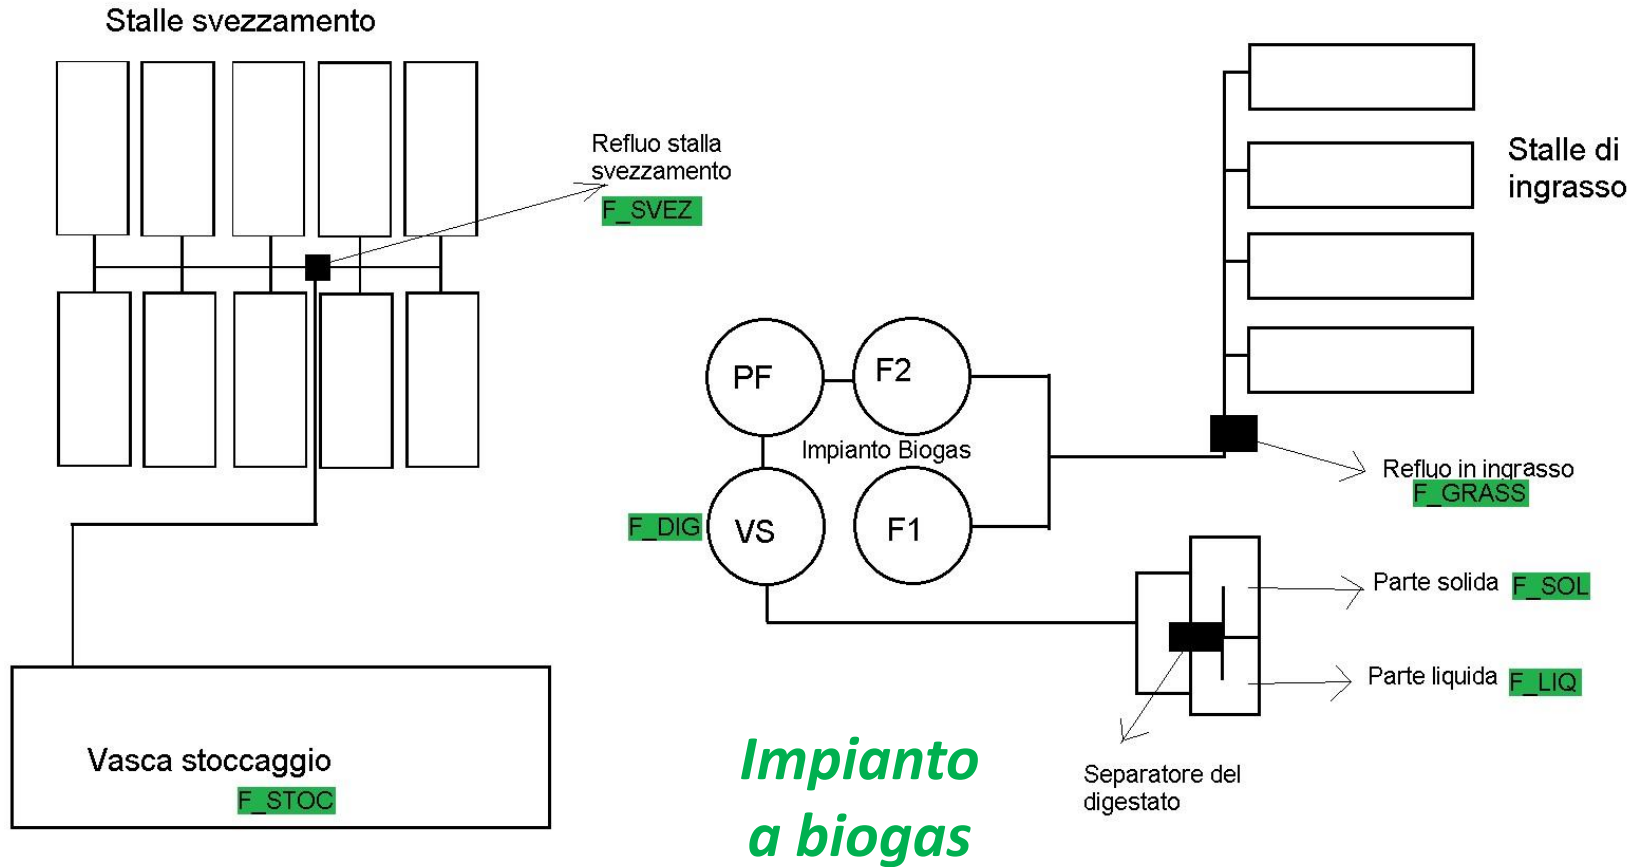 Stalle svezzamento
Refluo stalla
svezzamento
F_SVEZ
Stalle di
ingrasso
PF
F2
Impianto Biogas
Refluo in ingrasso
F_GRASS
F_DIG
VS
F1
Parte solida F_SOL
Parte liquida F_LIQ
Vasca stoccaggio
F_STOC
Separatore del
digestato
Impianto
a biogas